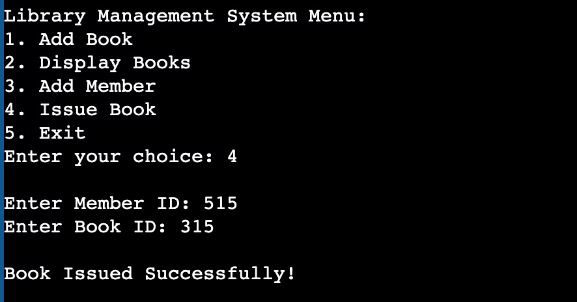 Library Management System Menu:
1. Add Book
2. Display Books
3. Add Member
4. Issue Book
5. Exit
Enter your choice: 4
Enter Member ID: 515
Enter Book ID: 315
Book Issued Successfully!